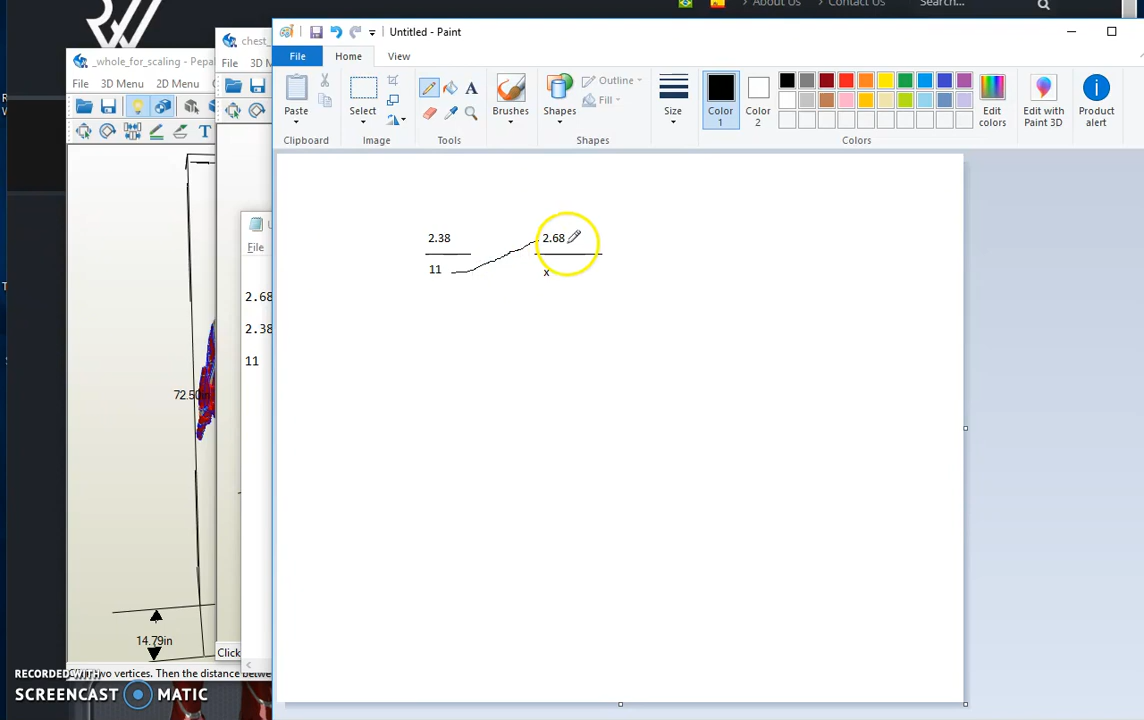 About Us
Contact Us
Search...
Untitled - Paint
File
Home
View
Paste
Select
Brushes
Shapes
Outline
Fill
Size
Color 1
Color 2
Edit colors
Edit with Paint 3D
Product alert
Clipboard
Image
Tools
Shapes
Colors
_whole_for_scaling - Pepa
File
3D Menu
2D Menu
chest_
File
3D M
File
2.68
2.38
11
2.38
11
2.68
x
72.50in
14.79in
Click
two vertices. Then the distance betwe
RECORDED WITH
SCREENCAST MATIC